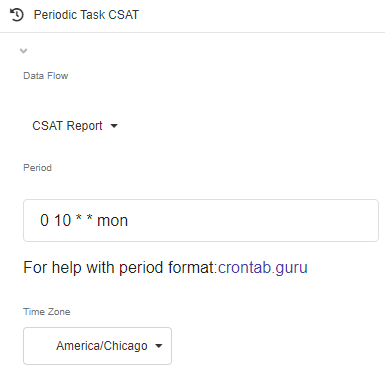 Periodic Task CSAT
Data Flow
CSAT Report
Period
0 10 * * mon
For help with period format:crontab.guru
Time Zone
America/Chicago